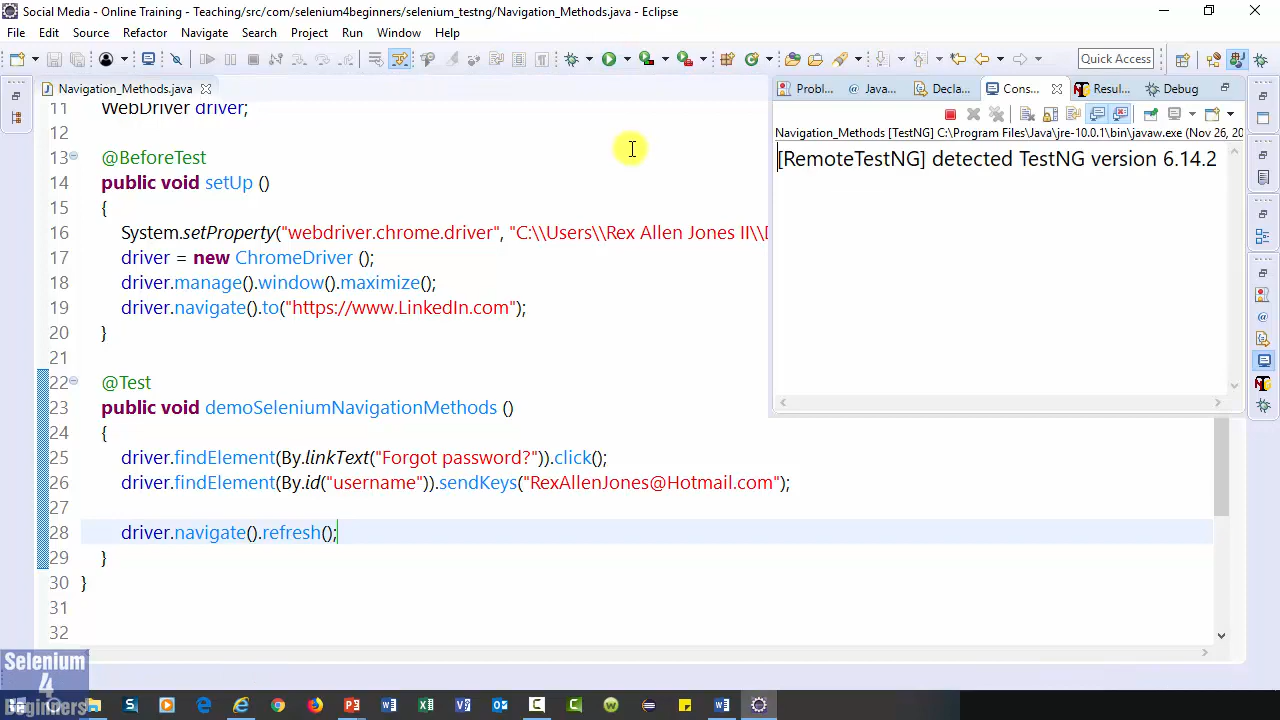 Social Media - Online Training - Teaching/src/com/selenium4beginners/selenium_testng/Navigation_Methods.java - Eclipse
File Edit Source Refactor Navigate Search Project Run Window Help
Quick Access
Navigation_Methods.java
Probl... @ Java... Decla... Cons... Resul... Debug
Navigation_Methods [TestNG] C:\Program Files\Java\jre-10.0.1\bin\javaw.exe (Nov 26, 20
[RemoteTestNG] detected TestNG version 6.14.2
11 WebDriver driver;
12
13 @BeforeTest
14 public void setUp ()
15 {
16 System.setProperty("webdriver.chrome.driver", "C:\\Users\\Rex Allen Jones II\\D
17 driver = new ChromeDriver ();
18 driver.manage().window().maximize();
19 driver.navigate().to("https://www.LinkedIn.com");
20 }
21
22 @Test
23 public void demoSeleniumNavigationMethods ()
24 {
25 driver.findElement(By.linkText("Forgot password?")).click();
26 driver.findElement(By.id("username")).sendKeys("RexAllenJones@Hotmail.com");
27
28 driver.navigate().refresh();
29 }
30 }
31
32
Selenium
4
Beginners